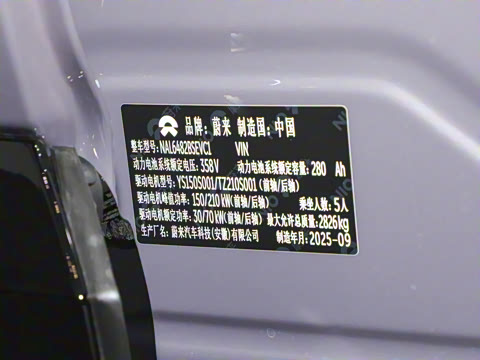 品牌：蔚来 制造国：中国
整车型号：NAL6482BSEVC1 VIN
动力电池系统额定电压：358V 动力电池系统额定容量：280 Ah
驱动电机型号：YS150S001/TZ210S001（前轴/后轴）
驱动电机峰值功率：150/210 kW（前轴/后轴） 乘坐人数：5人
驱动电机额定功率：30/70 kW（前轴/后轴） 最大允许总质量：2826kg
生产厂名：蔚来汽车科技（安徽）有限公司 制造年月：2025-09